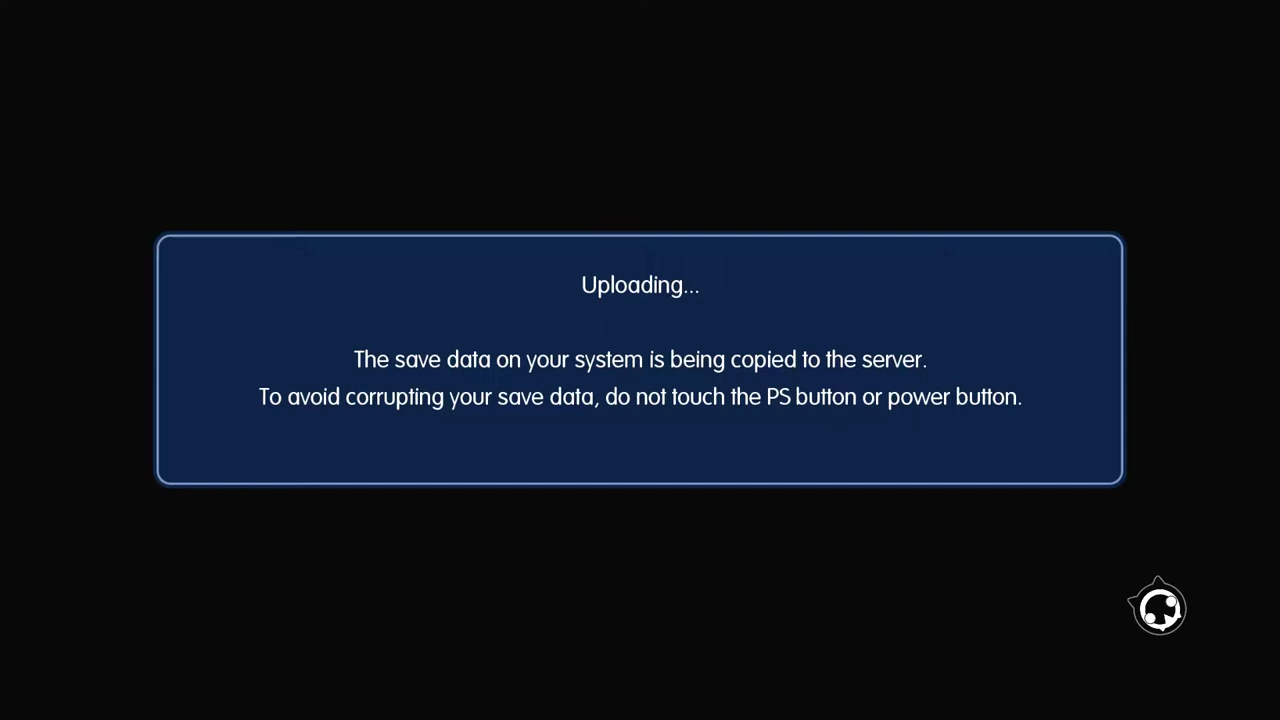 Uploading...
The save data on your system is being copied to the server.
To avoid corrupting your save data, do not touch the PS button or power button.